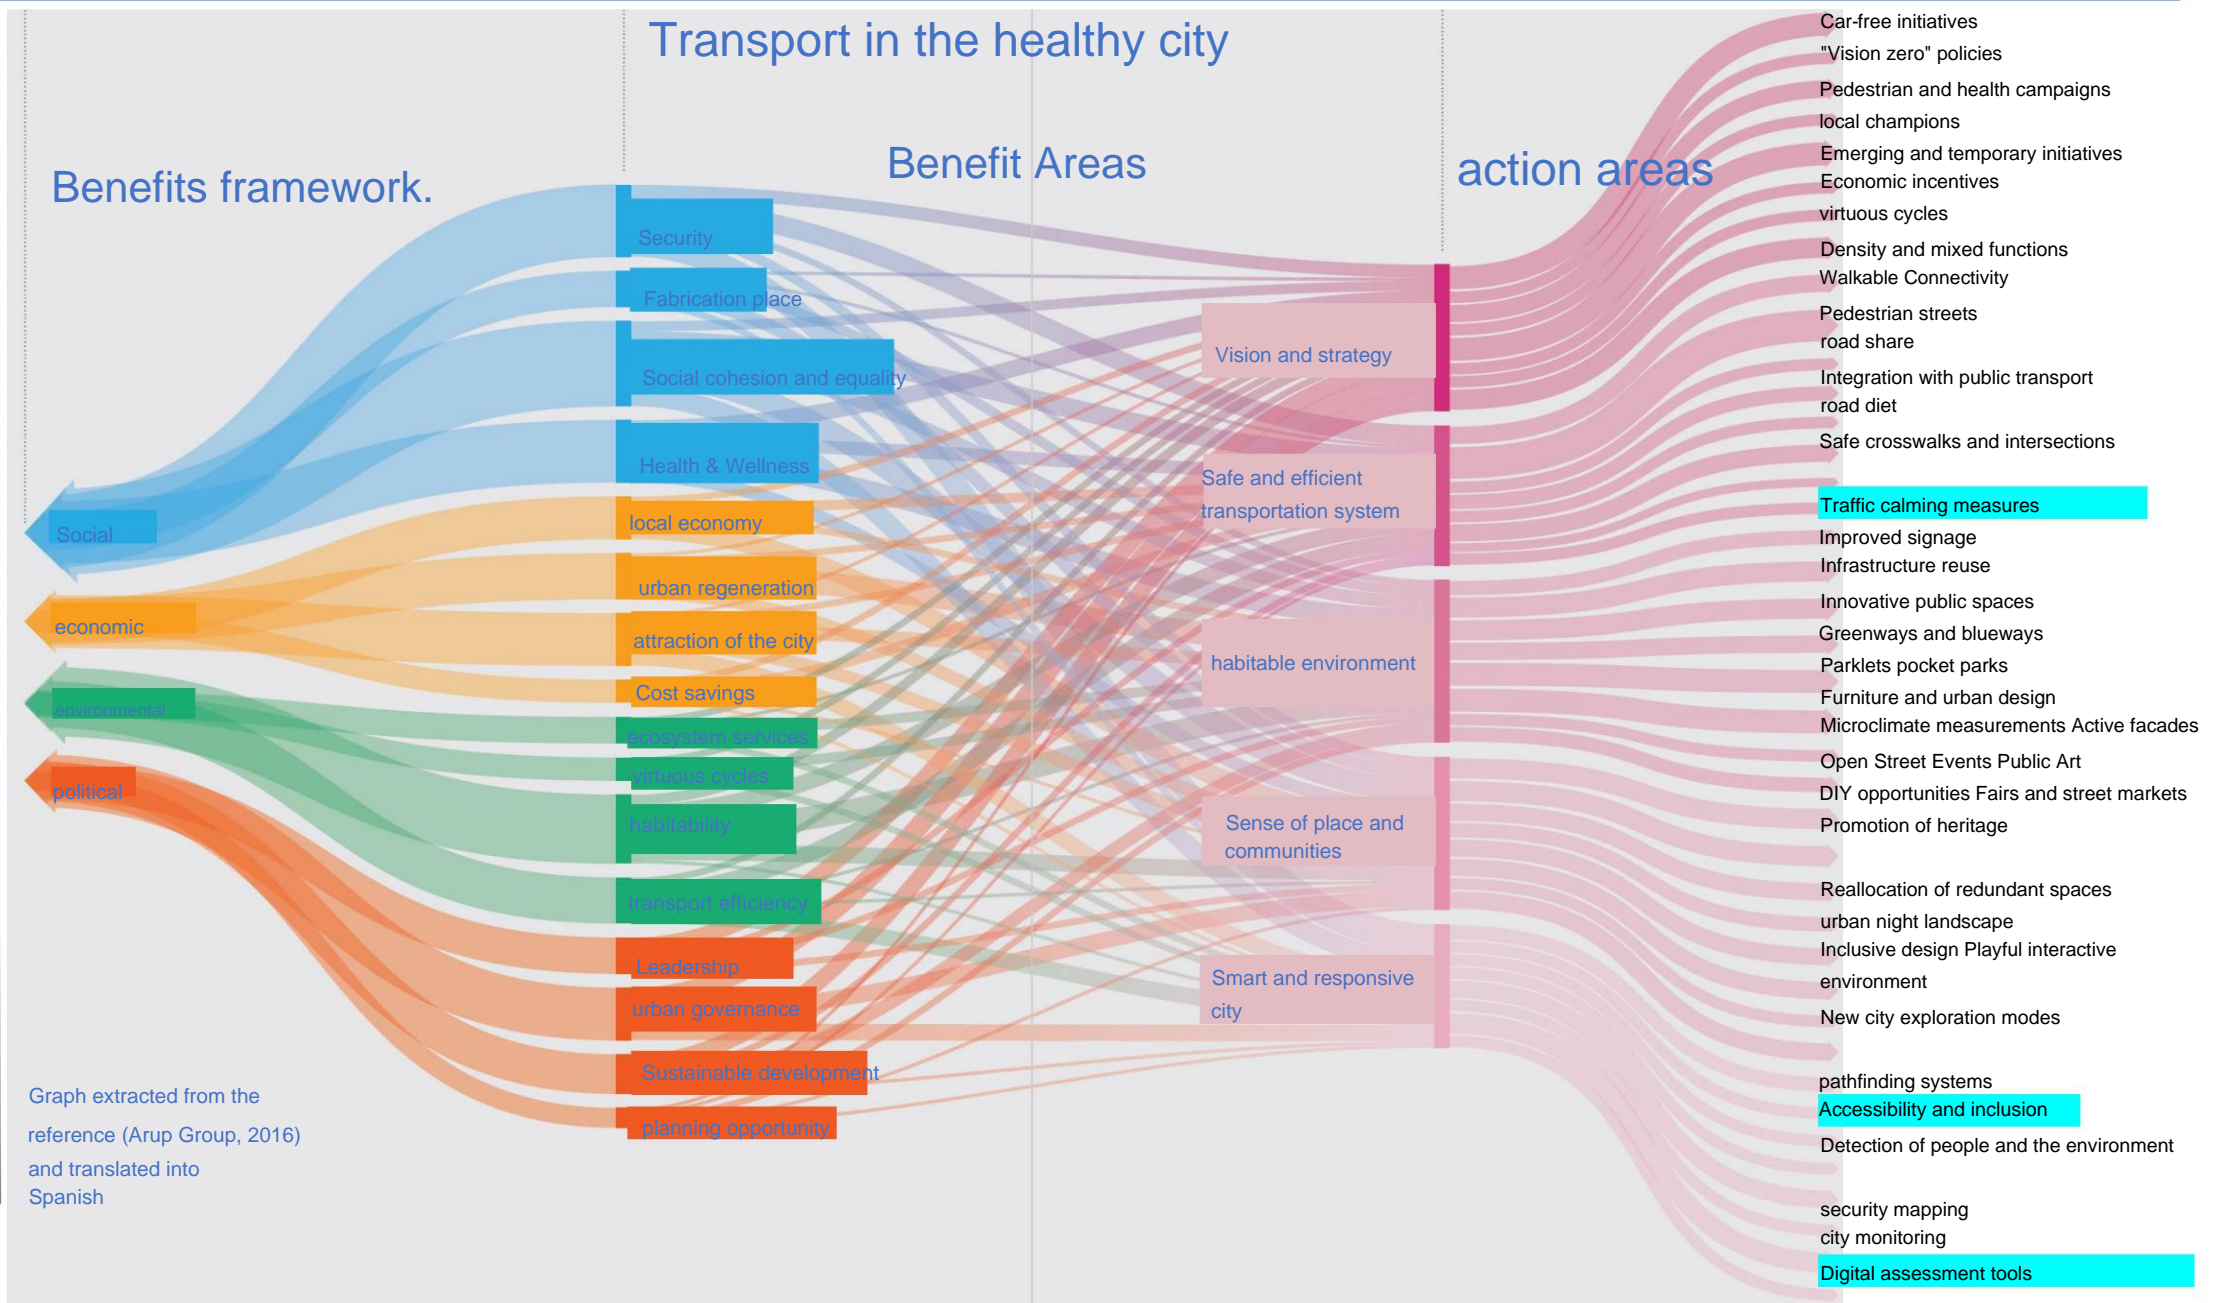 Transport in the healthy city
Benefits framework.
Benefit Areas
action areas
Social
economic
environmental
political
Security
Fabrication place
Social cohesion and equality
Health & Wellness
local economy
urban regeneration
attraction of the city
Cost savings
ecosystem services
virtuous cycles
habitability
transport efficiency
Leadership
urban governance
Sustainable development
planning opportunity
Vision and strategy
Safe and efficient
transportation system
habitable environment
Sense of place and
communities
Smart and responsive
city
Car-free initiatives
"Vision zero" policies
Pedestrian and health campaigns
local champions
Emerging and temporary initiatives
Economic incentives
virtuous cycles
Density and mixed functions
Walkable Connectivity
Pedestrian streets
road share
Integration with public transport
road diet
Safe crosswalks and intersections
Traffic calming measures
Improved signage
Infrastructure reuse
Innovative public spaces
Greenways and blueways
Parklets pocket parks
Furniture and urban design
Microclimate measurements Active facades
Open Street Events Public Art
DIY opportunities Fairs and street markets
Promotion of heritage
Reallocation of redundant spaces
urban night landscape
Inclusive design Playful interactive
environment
New city exploration modes
pathfinding systems
Accessibility and inclusion
Detection of people and the environment
security mapping
city monitoring
Digital assessment tools
Graph extracted from the
reference (Arup Group, 2016)
and translated into
Spanish